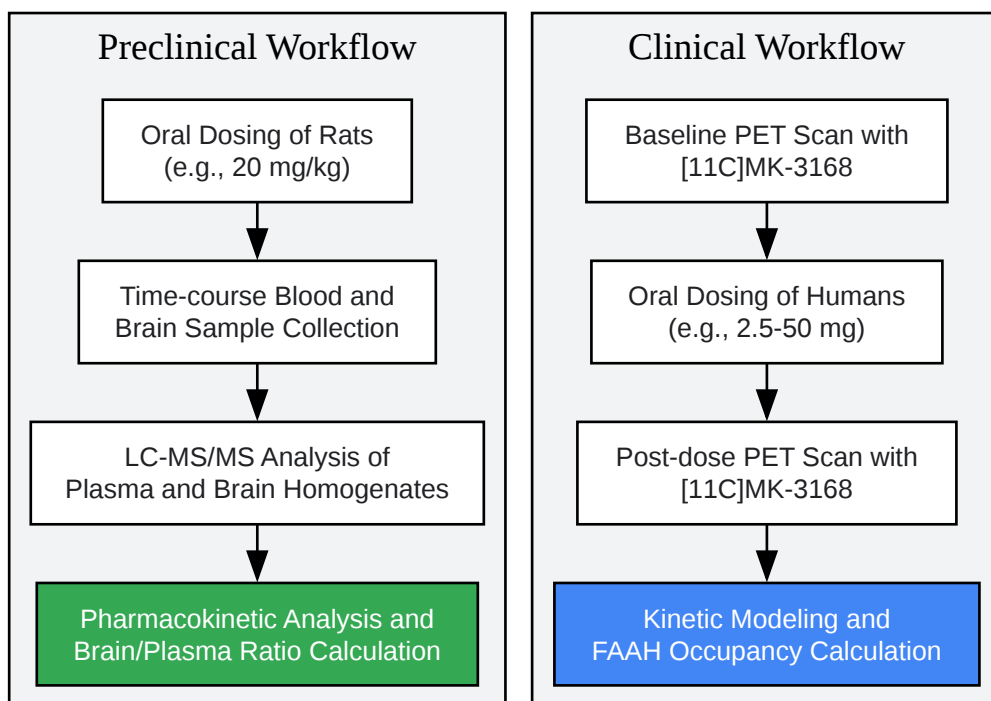 Preclinical Workflow
Oral Dosing of Rats
(e.g., 20 mg/kg)
Time-course Blood and
Brain Sample Collection
LC-MS/MS Analysis of
Plasma and Brain Homogenates
Pharmacokinetic Analysis and
Brain/Plasma Ratio Calculation
Clinical Workflow
Baseline PET Scan with
[11C]MK-3168
Oral Dosing of Humans
(e.g., 2.5-50 mg)
Post-dose PET Scan with
[11C]MK-3168
Kinetic Modeling and
FAAH Occupancy Calculation